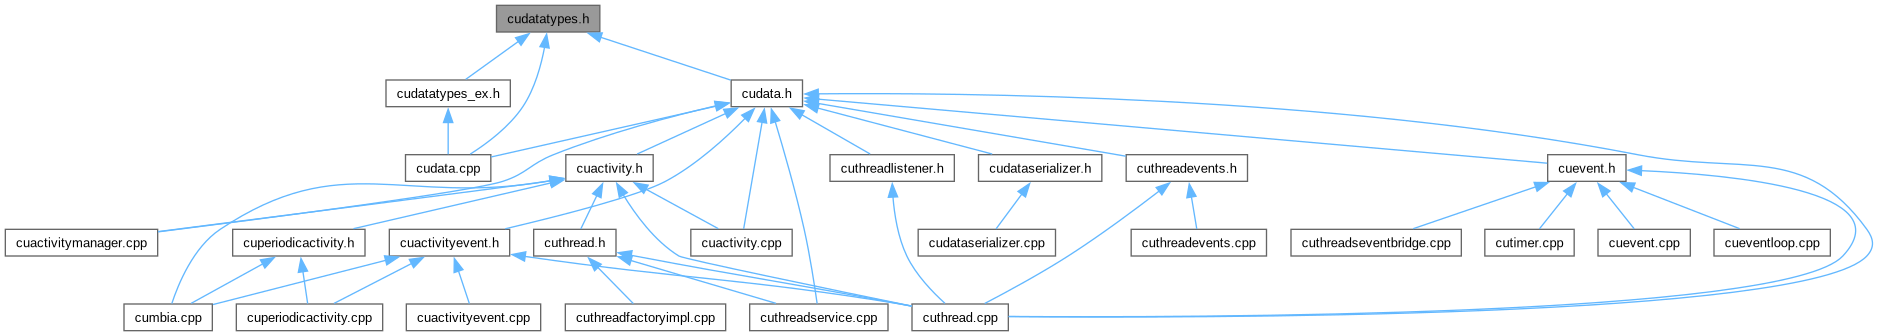 cudatatypes.h
cudatatypes_ex.h
cudata.h
cudata.cpp
cuactivity.h
cuthreadlistener.h
cudataserializer.h
cuthreadevents.h
cuevent.h
cuactivitymanager.cpp
cuperiodicactivity.h
cuactivityevent.h
cuthread.h
cuactivity.cpp
cudataserializer.cpp
cuthreadevents.cpp
cuthreadseventbridge.cpp
cutimer.cpp
cuevent.cpp
cueventloop.cpp
cumbia.cpp
cuperiodicactivity.cpp
cuactivityevent.cpp
cuthreadfactoryimpl.cpp
cuthreadservice.cpp
cuthread.cpp